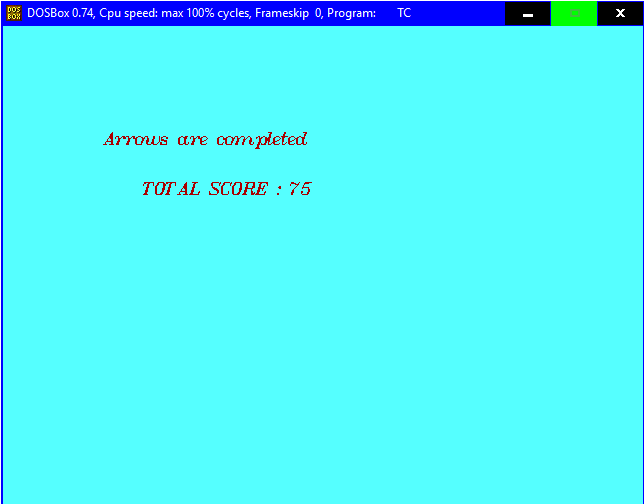 DOS BOX DOSBox 0.74, Cpu speed: max 100% cycles, Frameskip 0, Program: TC
Arrows are completed
TOTAL SCORE : 75